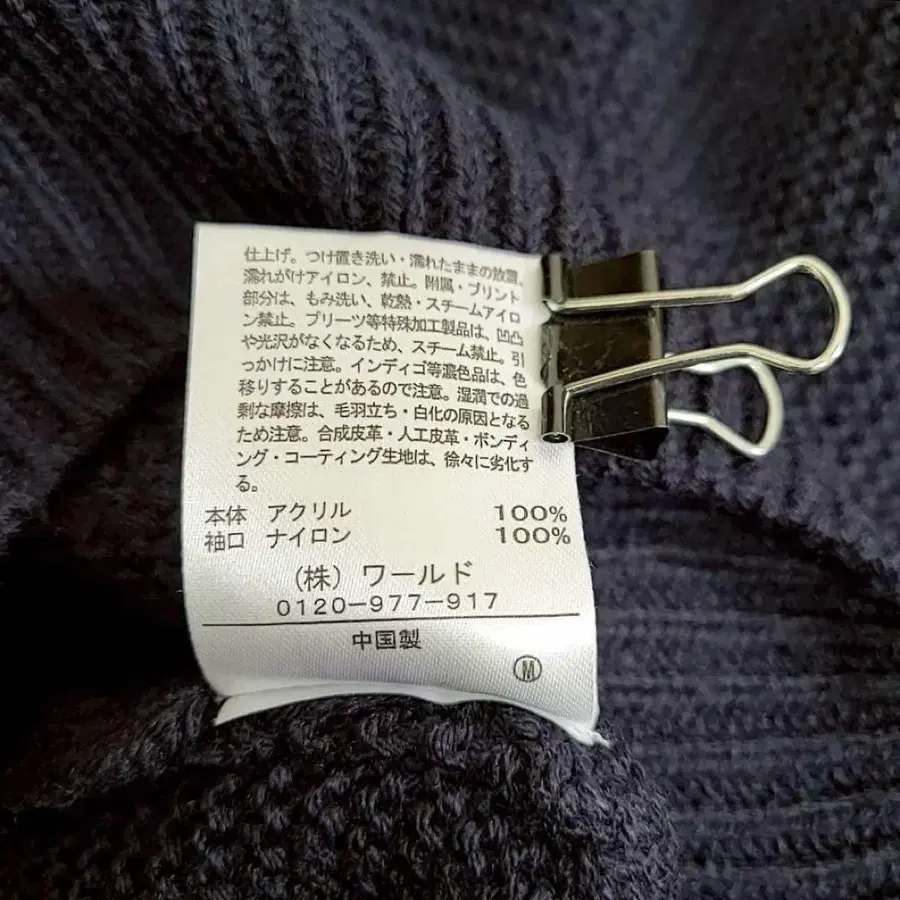 仕上げ。つけ置き洗い・濡れたままの放置、
濡れがけアイロン、禁止。附属・プリント
部分は、もみ洗い、乾熱・スチームアイロ
ン禁止。プリーツ等特殊加工製品は、凹凸
や光沢がなくなるため、スチーム禁止。引
っかけに注意。インディゴ等濃色品は、色
移りすることがあるので注意。湿潤での過
剰な摩擦は、毛羽立ち・白化の原因となる
ため注意。合成皮革・人工皮革・ボンディ
ング・コーティング生地は、徐々に劣化す
る。
本体 アクリル 100%
袖口 ナイロン 100%
(株) ワールド
0120-977-917
中国製
M